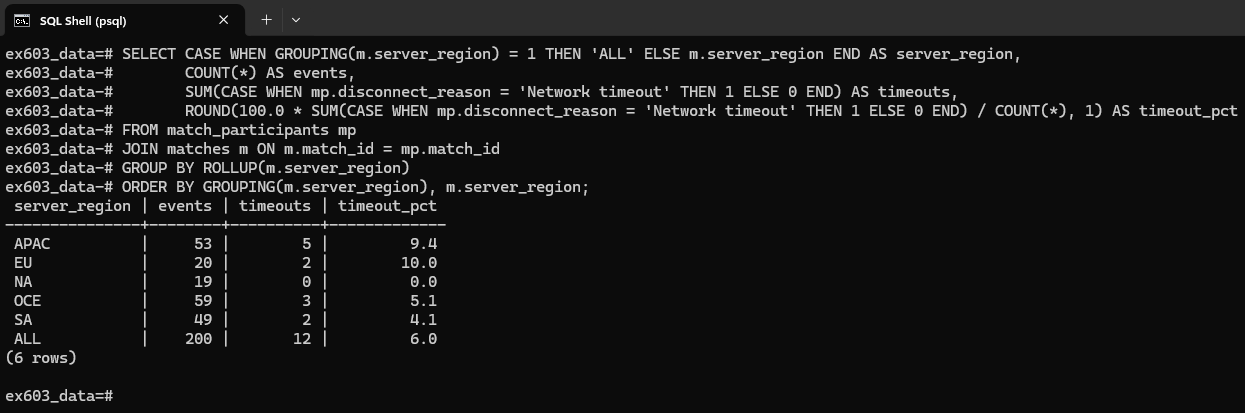 SQL Shell (psql)
ex603_data=# SELECT CASE WHEN GROUPING(m.server_region) = 1 THEN 'ALL' ELSE m.server_region END AS server_region,
ex603_data-#        COUNT(*) AS events,
ex603_data-#        SUM(CASE WHEN mp.disconnect_reason = 'Network timeout' THEN 1 ELSE 0 END) AS timeouts,
ex603_data-#        ROUND(100.0 * SUM(CASE WHEN mp.disconnect_reason = 'Network timeout' THEN 1 ELSE 0 END) / COUNT(*), 1) AS timeout_pct
ex603_data-# FROM match_participants mp
ex603_data-# JOIN matches m ON m.match_id = mp.match_id
ex603_data-# GROUP BY ROLLUP(m.server_region)
ex603_data-# ORDER BY GROUPING(m.server_region), m.server_region;
 server_region | events | timeouts | timeout_pct
---------------+--------+----------+-------------
 APAC          |     53 |        5 |         9.4
 EU            |     20 |        2 |        10.0
 NA            |     19 |        0 |         0.0
 OCE           |     59 |        3 |         5.1
 SA            |     49 |        2 |         4.1
 ALL           |    200 |       12 |         6.0
(6 rows)
ex603_data=#